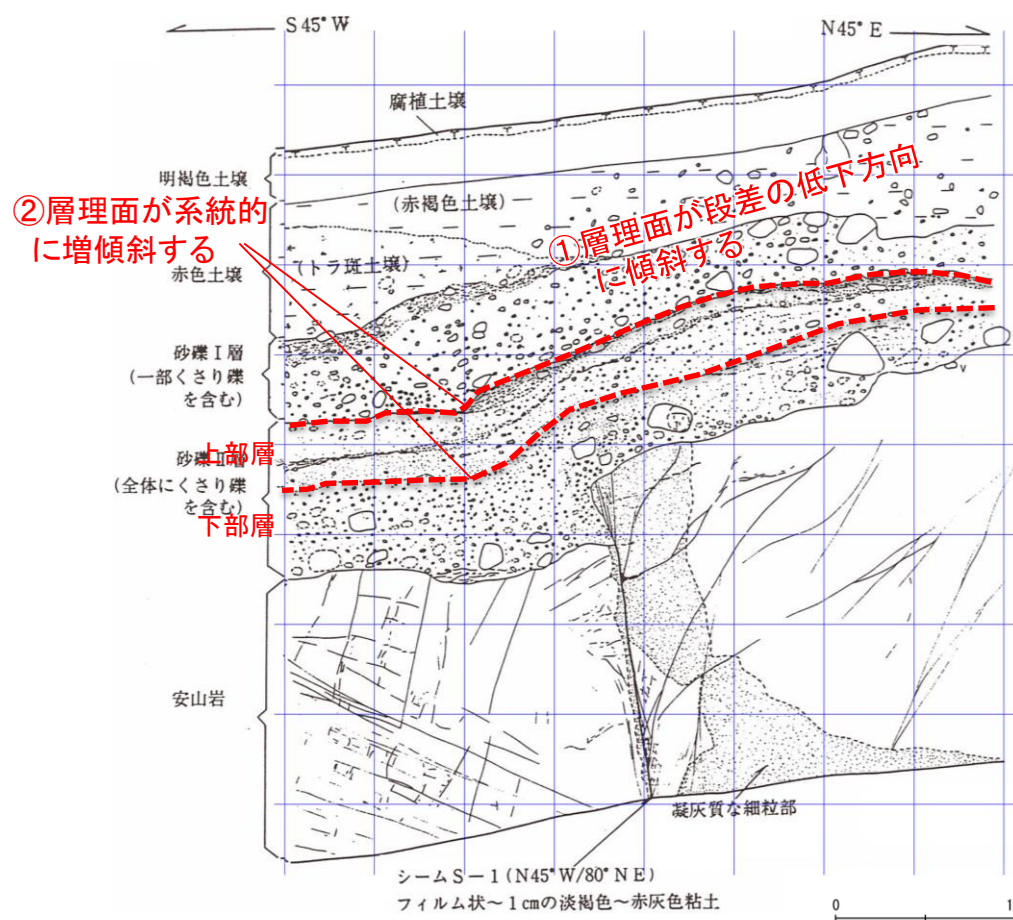 S45°W
N45°E
腐植土壌
明褐色土壌
(赤褐色土壌)
①層理面が段差の低下方向
に傾斜する
②層理面が系統的
に増傾斜する
(トラ斑土壌)
赤色土壌
砂礫Ⅰ層
(一部くさり礫
を含む)
上部層
砂礫Ⅱ層
(全体にくさり礫
を含む)
下部層
安山岩
凝灰質な細粒部
シームS-1(N45°W/80°NE)
フィルム状~1㎝の淡褐色~赤灰色粘土
0
1